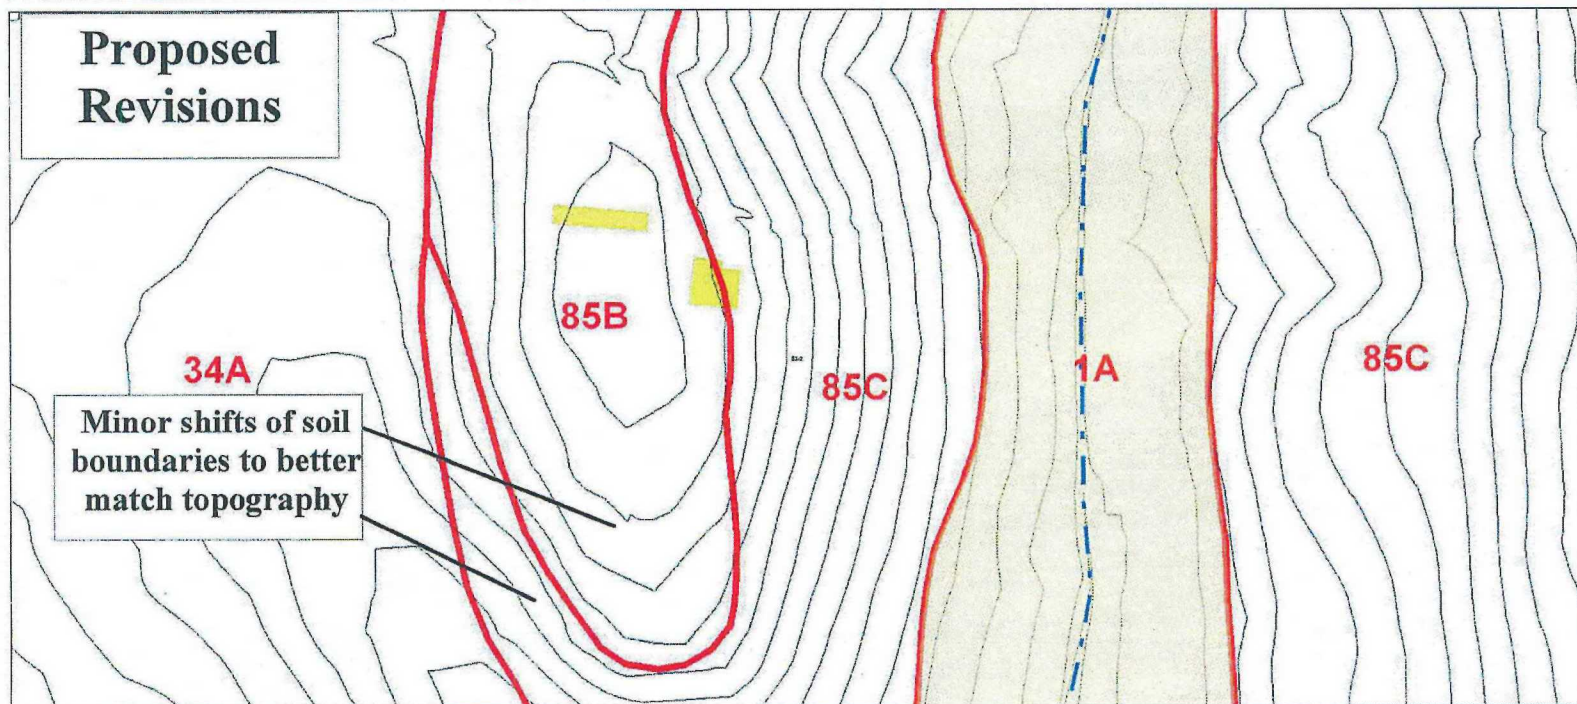 Proposed
Revisions
85B
34A
85C
1A
85C
Minor shifts of soil
boundaries to better
match topography